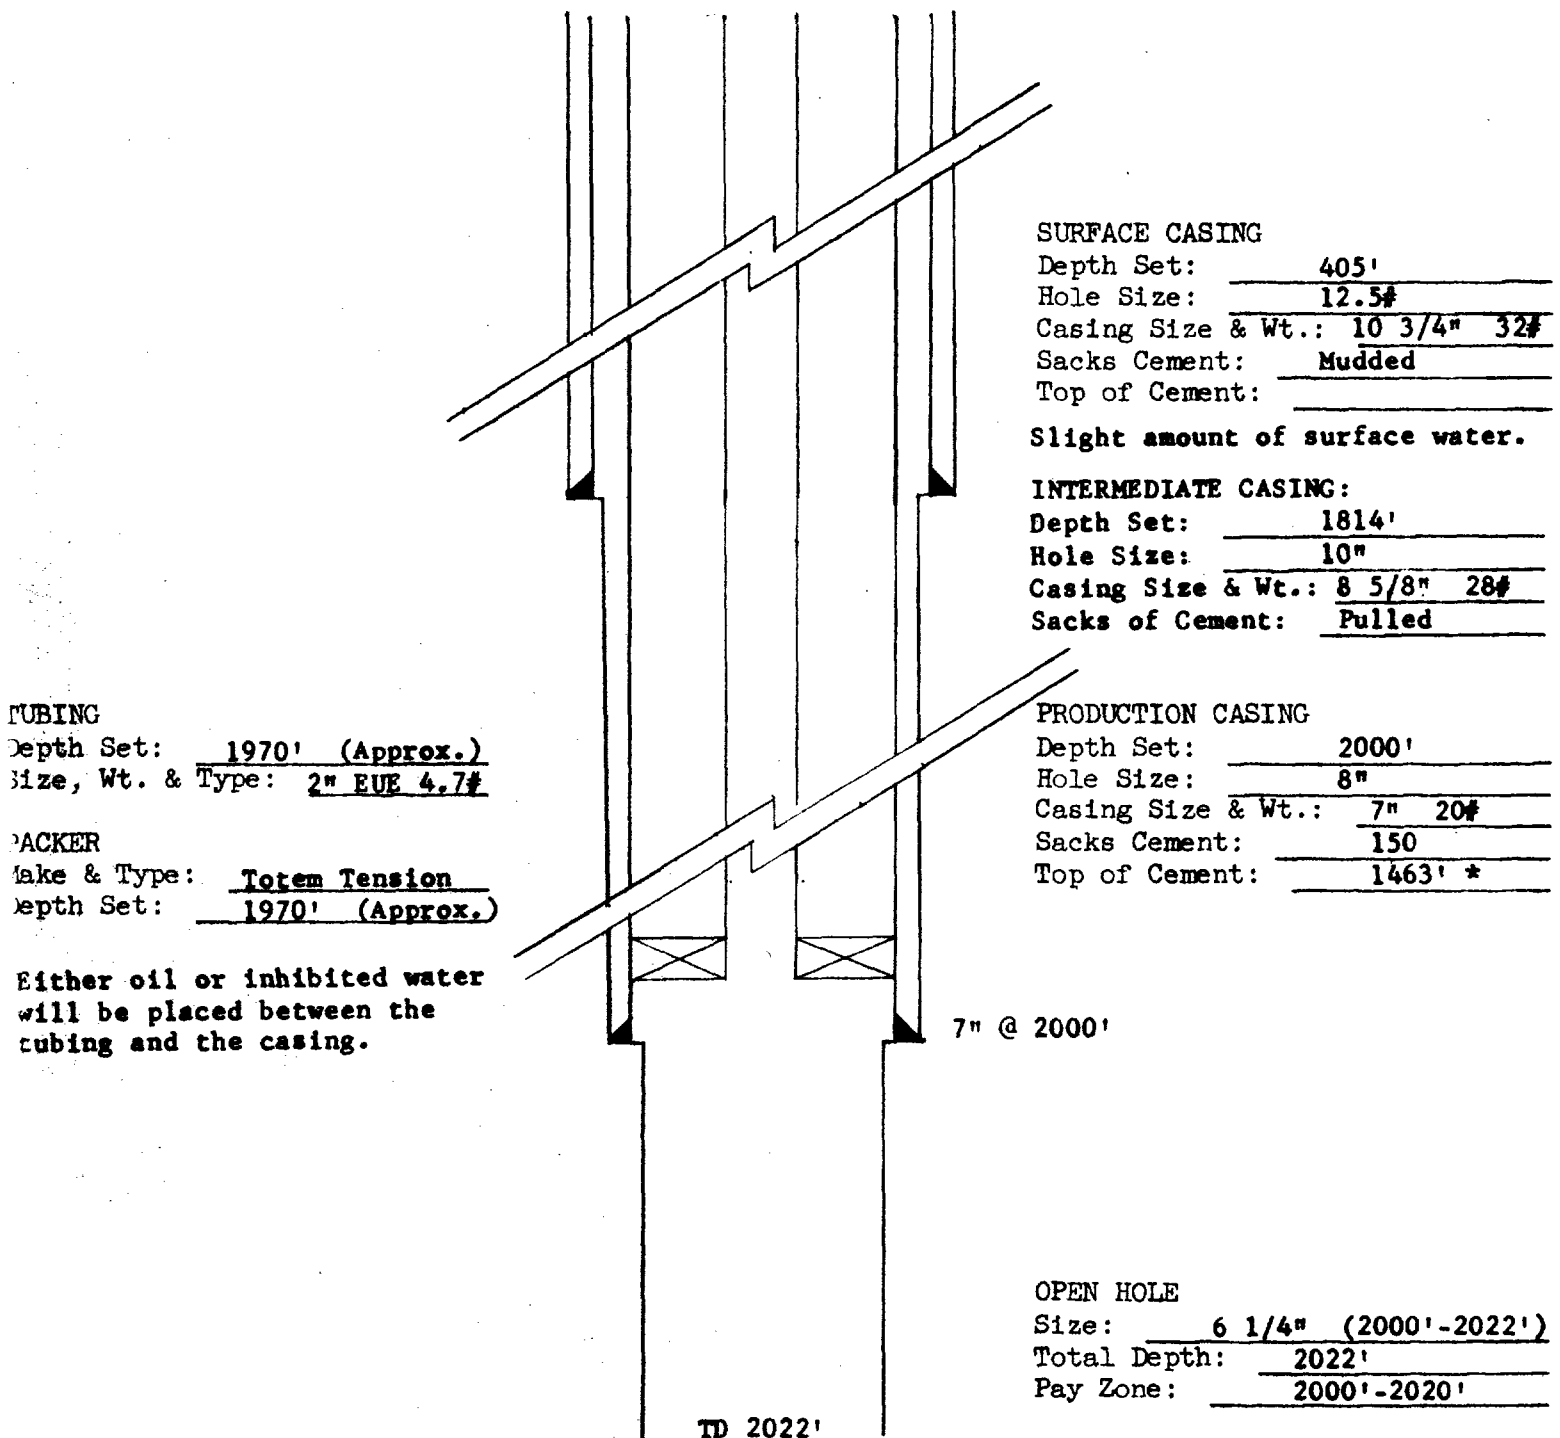 SURFACE CASING
Depth Set: 405'
Hole Size: 12.5#
Casing Size & Wt.: 10 3/4" 32#
Sacks Cement: Mudded
Top of Cement:
Slight amount of surface water.
INTERMEDIATE CASING:
Depth Set: 1814'
Hole Size: 10"
Casing Size & Wt.: 8 5/8" 28#
Sacks of Cement: Pulled
TUBING
Depth Set: 1970' (Approx.)
Size, Wt. & Type: 2" EUE 4.7#
PACKER
Make & Type: Totem Tension
Depth Set: 1970' (Approx.)
Either oil or inhibited water
will be placed between the
tubing and the casing.
PRODUCTION CASING
Depth Set: 2000'
Hole Size: 8"
Casing Size & Wt.: 7" 20#
Sacks Cement: 150
Top of Cement: 1463' *
7" @ 2000'
OPEN HOLE
Size: 6 1/4" (2000'-2022')
Total Depth: 2022'
Pay Zone: 2000'-2020'
TD 2022'